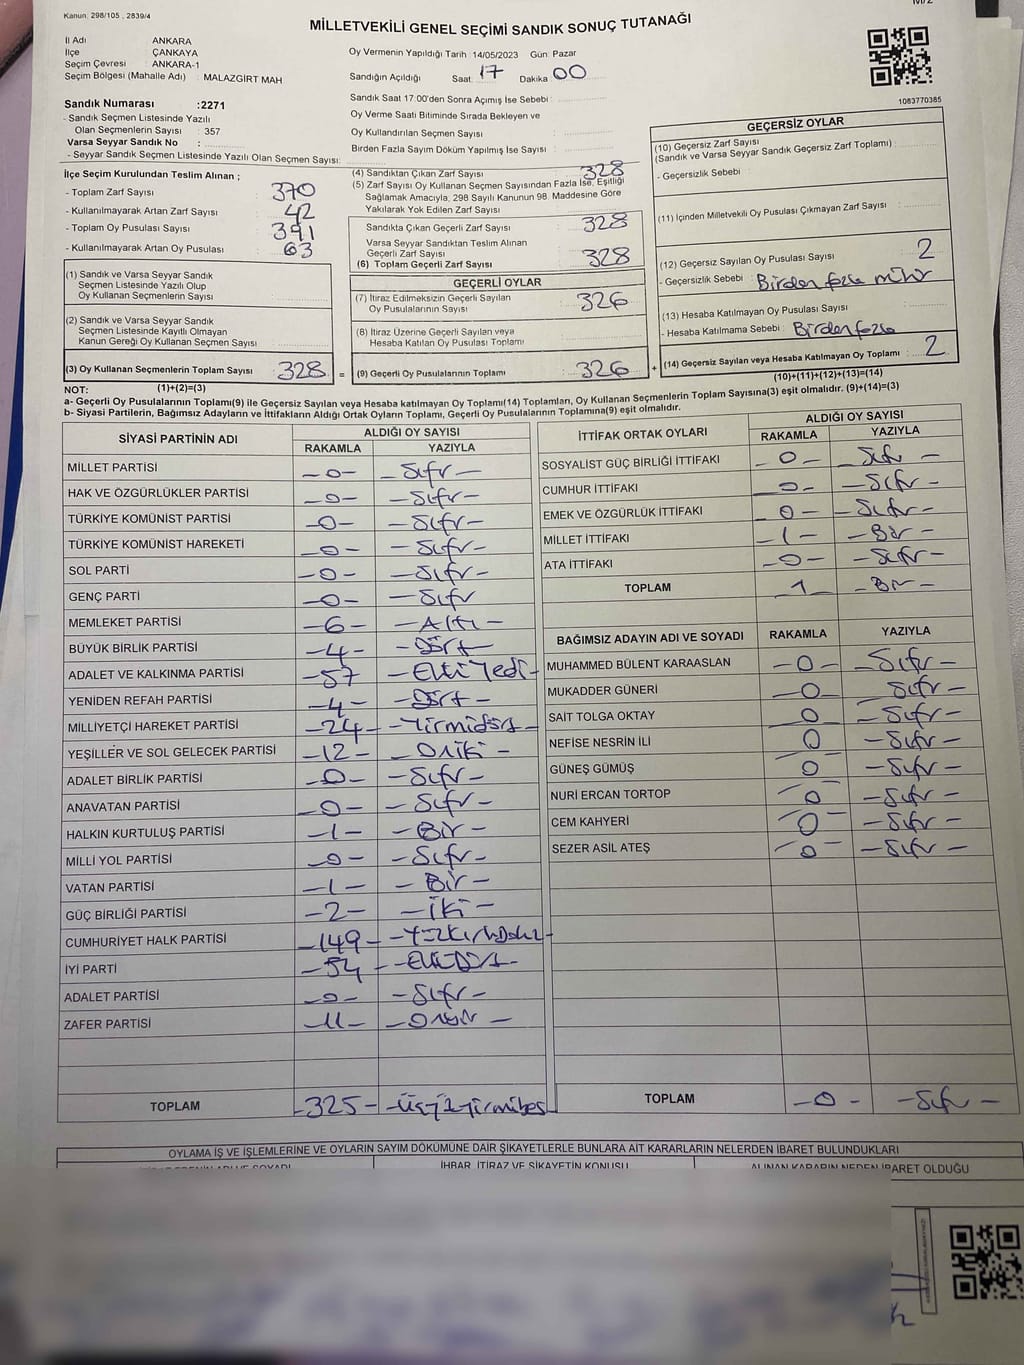 Kanun: 298/105 , 2839/4
MİLLETVEKİLİ GENEL SEÇİMİ SANDIK SONUÇ TUTANAĞI
İl Adı ANKARA
İlçe ÇANKAYA
Seçim Çevresi ANKARA-1
Seçim Bölgesi (Mahalle Adı) : MALAZGİRT MAH
Sandık Numarası :2271
- Sandık Seçmen Listesinde Yazılı
Olan Seçmenlerin Sayısı : 357
Varsa Seyyar Sandık No :
- Seyyar Sandık Seçmen Listesinde Yazılı Olan Seçmen Sayısı:
Oy Vermenin Yapıldığı Tarih :14/05/2023 Gün: Pazar
Sandığın Açıldığı Saat: 17 Dakika 00
Sandık Saat 17:00'den Sonra Açımış İse Sebebi :
Oy Verme Saati Bitiminde Sırada Bekleyen ve
Oy Kullandırılan Seçmen Sayısı :
Birden Fazla Sayım Döküm Yapılmış İse Sayısı :
1083770385
İlçe Seçim Kurulundan Teslim Alınan ;
- Toplam Zarf Sayısı : 370
- Kullanılmayarak Artan Zarf Sayısı : 42
- Toplam Oy Pusulası Sayısı : 391
- Kullanılmayarak Artan Oy Pusulası : 63
(1) Sandık ve Varsa Seyyar Sandık
Seçmen Listesinde Yazılı Olup
Oy Kullanan Seçmenlerin Sayısı :
(2) Sandık ve Varsa Seyyar Sandık
Seçmen Listesinde Kayıtlı Olmayan
Kanun Gereği Oy Kullanan Seçmen Sayısı :
(3) Oy Kullanan Seçmenlerin Toplam Sayısı : 328
(4) Sandıktan Çıkan Zarf Sayısı : 328
(5) Zarf Sayısı Oy Kullanan Seçmen Sayısından Fazla İse, Eşitliği
Sağlamak Amacıyla, 298 Sayılı Kanunun 98. Maddesine Göre
Yakılarak Yok Edilen Zarf Sayısı :
Sandıkta Çıkan Geçerli Zarf Sayısı : 328
Varsa Seyyar Sandıktan Teslim Alınan
Geçerli Zarf Sayısı :
(6) Toplam Geçerli Zarf Sayısı : 328
GEÇERLİ OYLAR
(7) İtiraz Edilmeksizin Geçerli Sayılan
Oy Pusulalarının Sayısı : 326
(8) İtiraz Üzerine Geçerli Sayılan veya
Hesaba Katılan Oy Pusulası Toplamı :
= (9) Geçerli Oy Pusulalarının Toplamı : 326
GEÇERSİZ OYLAR
(10) Geçersiz Zarf Sayısı
(Sandık ve Varsa Seyyar Sandık Geçersiz Zarf Toplamı) :
- Geçersizlik Sebebi :
(11) İçinden Milletvekili Oy Pusulası Çıkmayan Zarf Sayısı :
(12) Geçersiz Sayılan Oy Pusulası Sayısı : 2
- Geçersizlik Sebebi : Birden fazla mühür
(13) Hesaba Katılmayan Oy Pusulası Sayısı :
- Hesaba Katılmama Sebebi : Birden fazla
+ (14) Geçersiz Sayılan veya Hesaba Katılmayan Oy Toplamı : 2
(10)+(11)+(12)+(13)=(14)
NOT: (1)+(2)=(3)
a- Geçerli Oy Pusulalarının Toplamı(9) ile Geçersiz Sayılan veya Hesaba katılmayan Oy Toplamı(14) Toplamları, Oy Kullanan Seçmenlerin Toplam Sayısına(3) eşit olmalıdır. (9)+(14)=(3)
b- Siyasi Partilerin, Bağımsız Adayların ve İttifakların Aldığı Ortak Oyların Toplamı, Geçerli Oy Pusulalarının Toplamına(9) eşit olmalıdır.
SİYASİ PARTİNİN ADI ALDIĞI OY SAYISI
RAKAMLA YAZIYLA
MİLLET PARTİSİ -0- -Sıfır-
HAK VE ÖZGÜRLÜKLER PARTİSİ -0- -Sıfır-
TÜRKİYE KOMÜNİST PARTİSİ -0- -Sıfır-
TÜRKİYE KOMÜNİST HAREKETİ -0- -Sıfır-
SOL PARTİ -0- -Sıfır-
GENÇ PARTİ -0- -Sıfır
MEMLEKET PARTİSİ -6- -Altı-
BÜYÜK BİRLİK PARTİSİ -4- -Dört-
ADALET VE KALKINMA PARTİSİ -57 -Elli Yedi-
YENİDEN REFAH PARTİSİ -4- -Dört-
MİLLİYETÇİ HAREKET PARTİSİ -24- -Yirmidört-
YEŞİLLER VE SOL GELECEK PARTİSİ -12- -Oniki-
ADALET BİRLİK PARTİSİ -0- -Sıfır-
ANAVATAN PARTİSİ -0- -Sıfır-
HALKIN KURTULUŞ PARTİSİ -1- -Bir-
MİLLİ YOL PARTİSİ -0- -Sıfır-
VATAN PARTİSİ -1- -Bir-
GÜÇ BİRLİĞİ PARTİSİ -2- -İki-
CUMHURİYET HALK PARTİSİ -149- -YüzKırkDokuz-
İYİ PARTİ -54- -ElliDört-
ADALET PARTİSİ -0- -Sıfır-
ZAFER PARTİSİ -11- -Onbir-
TOPLAM -325- -ÜçYüzYirmibeş
İTTİFAK ORTAK OYLARI ALDIĞI OY SAYISI
RAKAMLA YAZIYLA
SOSYALİST GÜÇ BİRLİĞİ İTTİFAKI -0- -Sıfır-
CUMHUR İTTİFAKI -0- -Sıfır-
EMEK VE ÖZGÜRLÜK İTTİFAKI -0- -Sıfır-
MİLLET İTTİFAKI -1- -Bir-
ATA İTTİFAKI -0- -Sıfır-
TOPLAM 1 -Bir-
BAĞIMSIZ ADAYIN ADI VE SOYADI RAKAMLA YAZIYLA
MUHAMMED BÜLENT KARAASLAN -0- -Sıfır-
MUKADDER GÜNERİ -0- Sıfır-
SAİT TOLGA OKTAY 0 -Sıfır-
NEFİSE NESRİN İLİ 0 -Sıfır-
GÜNEŞ GÜMÜŞ 0 -Sıfır-
NURİ ERCAN TORTOP 0 -Sıfır-
CEM KAHYERİ 0 -Sıfır-
SEZER ASİL ATEŞ 0 -Sıfır-
TOPLAM -0- -Sıfır-
OYLAMA İŞ VE İŞLEMLERİNE VE OYLARIN SAYIM DÖKÜMÜNE DAİR ŞİKAYETLERLE BUNLARA AİT KARARLARIN NELERDEN İBARET BULUNDUKLARI
İHBAR, İTİRAZ VE ŞİKAYETİN KONUSU ALINAN KARARIN NEDEN İBARET OLDUĞU